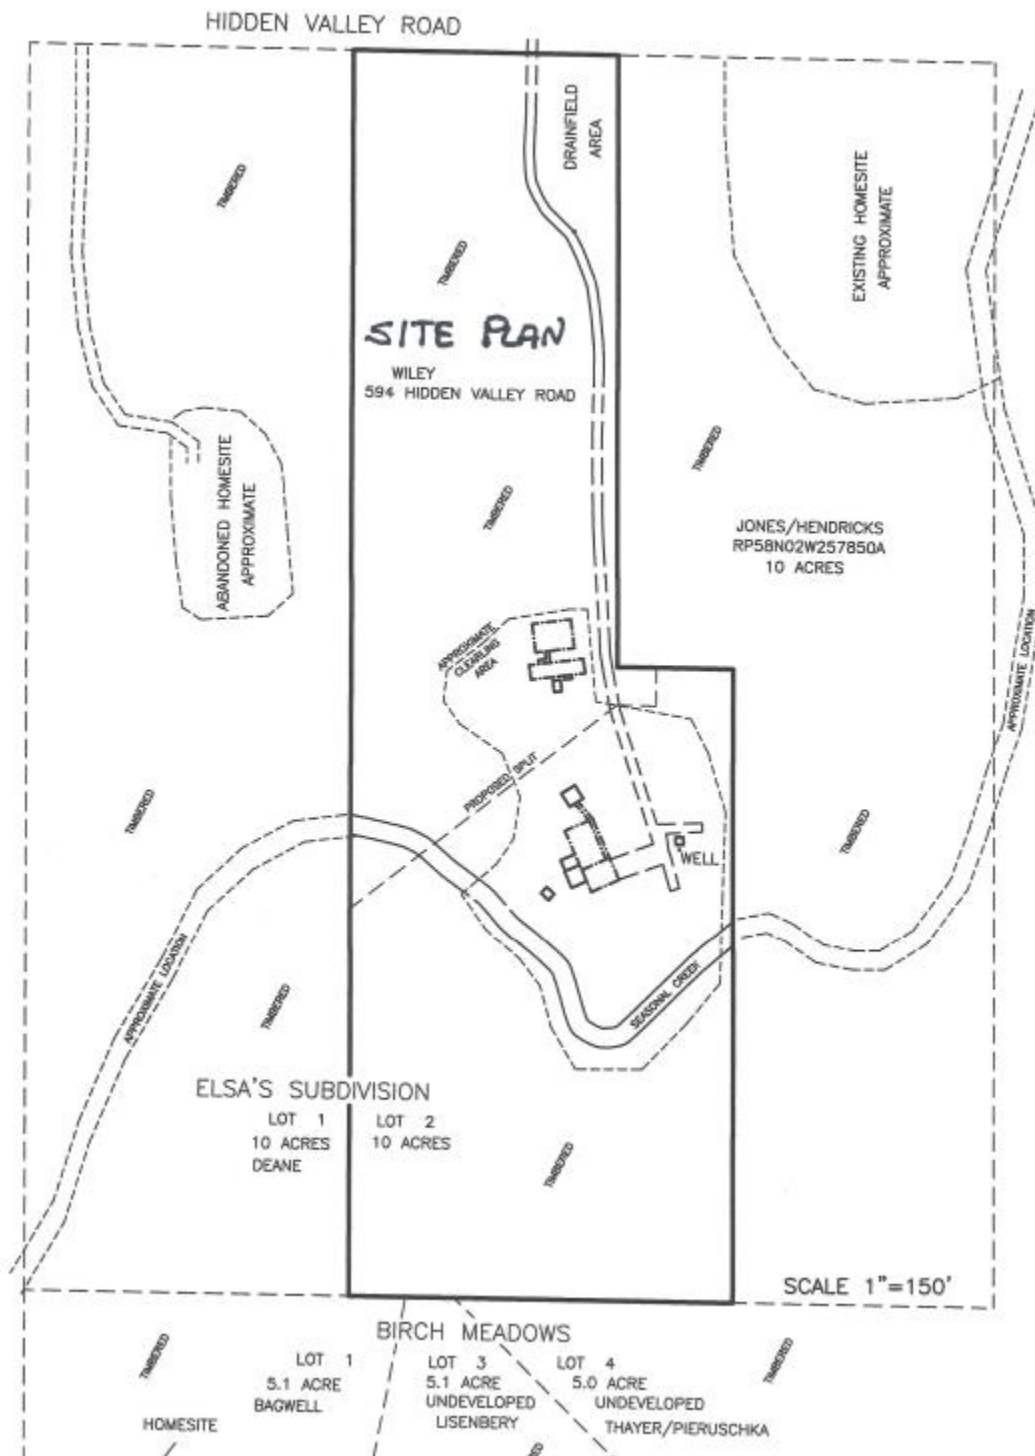 HIDDEN VALLEY ROAD
DRAINFIELD
AREA
TIMBERED
EXISTING HOMESITE
APPROXIMATE
TIMBERED
SITE PLAN
WILEY
594 HIDDEN VALLEY ROAD
ABANDONED HOMESITE
APPROXIMATE
TIMBERED
TIMBERED
JONES/HENDRICKS
RP58N02W257850A
10 ACRES
APPROXIMATE
CLEARLING
AREA
APPROXIMATE LOCATION
PROPOSED SPLIT
TIMBERED
TIMBERED
WELL
APPROXIMATE LOCATION
TIMBERED
SEASONAL CREEK
ELSA'S SUBDIVISION
LOT 1
10 ACRES
DEANE
LOT 2
10 ACRES
TIMBERED
SCALE 1"=150'
BIRCH MEADOWS
TIMBERED
LOT 1
5.1 ACRE
BAGWELL
LOT 3
5.1 ACRE
UNDEVELOPED
LISENBERY
LOT 4
5.0 ACRE
UNDEVELOPED
THAYER/PIERUSCHKA
TIMBERED
HOMESITE